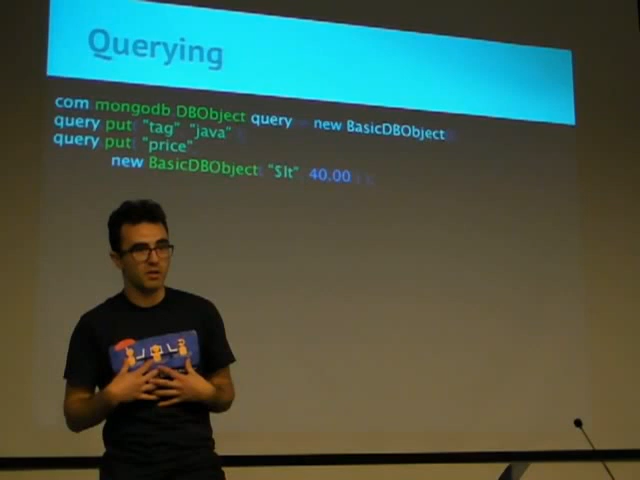 Querying
com mongodb DBObject query = new BasicDBObject();
query put( "tag" "java" );
query put( "price"
new BasicDBObject( "$lt" 40.00 ) );